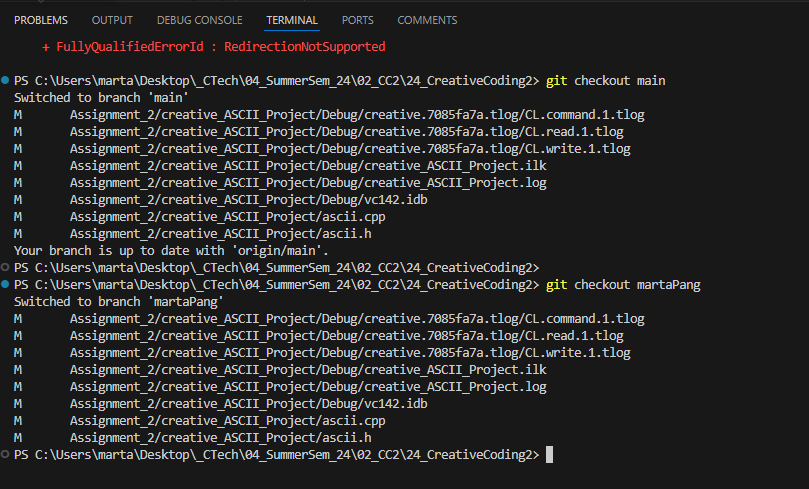 PROBLEMS OUTPUT DEBUG CONSOLE TERMINAL PORTS COMMENTS
+ FullyQualifiedErrorId : RedirectionNotSupported
PS C:\Users\marta\Desktop\_CTech\04_SummerSem_24\02_CC2\24_CreativeCoding2> git checkout main
Switched to branch 'main'
M Assignment_2/creative_ASCII_Project/Debug/creative.7085fa7a.tlog/CL.command.1.tlog
M Assignment_2/creative_ASCII_Project/Debug/creative.7085fa7a.tlog/CL.read.1.tlog
M Assignment_2/creative_ASCII_Project/Debug/creative.7085fa7a.tlog/CL.write.1.tlog
M Assignment_2/creative_ASCII_Project/Debug/creative_ASCII_Project.ilk
M Assignment_2/creative_ASCII_Project/Debug/creative_ASCII_Project.log
M Assignment_2/creative_ASCII_Project/Debug/vc142.idb
M Assignment_2/creative_ASCII_Project/ascii.cpp
M Assignment_2/creative_ASCII_Project/ascii.h
Your branch is up to date with 'origin/main'.
PS C:\Users\marta\Desktop\_CTech\04_SummerSem_24\02_CC2\24_CreativeCoding2>
PS C:\Users\marta\Desktop\_CTech\04_SummerSem_24\02_CC2\24_CreativeCoding2> git checkout martaPang
Switched to branch 'martaPang'
M Assignment_2/creative_ASCII_Project/Debug/creative.7085fa7a.tlog/CL.command.1.tlog
M Assignment_2/creative_ASCII_Project/Debug/creative.7085fa7a.tlog/CL.read.1.tlog
M Assignment_2/creative_ASCII_Project/Debug/creative.7085fa7a.tlog/CL.write.1.tlog
M Assignment_2/creative_ASCII_Project/Debug/creative_ASCII_Project.ilk
M Assignment_2/creative_ASCII_Project/Debug/creative_ASCII_Project.log
M Assignment_2/creative_ASCII_Project/Debug/vc142.idb
M Assignment_2/creative_ASCII_Project/ascii.cpp
M Assignment_2/creative_ASCII_Project/ascii.h
PS C:\Users\marta\Desktop\_CTech\04_SummerSem_24\02_CC2\24_CreativeCoding2>